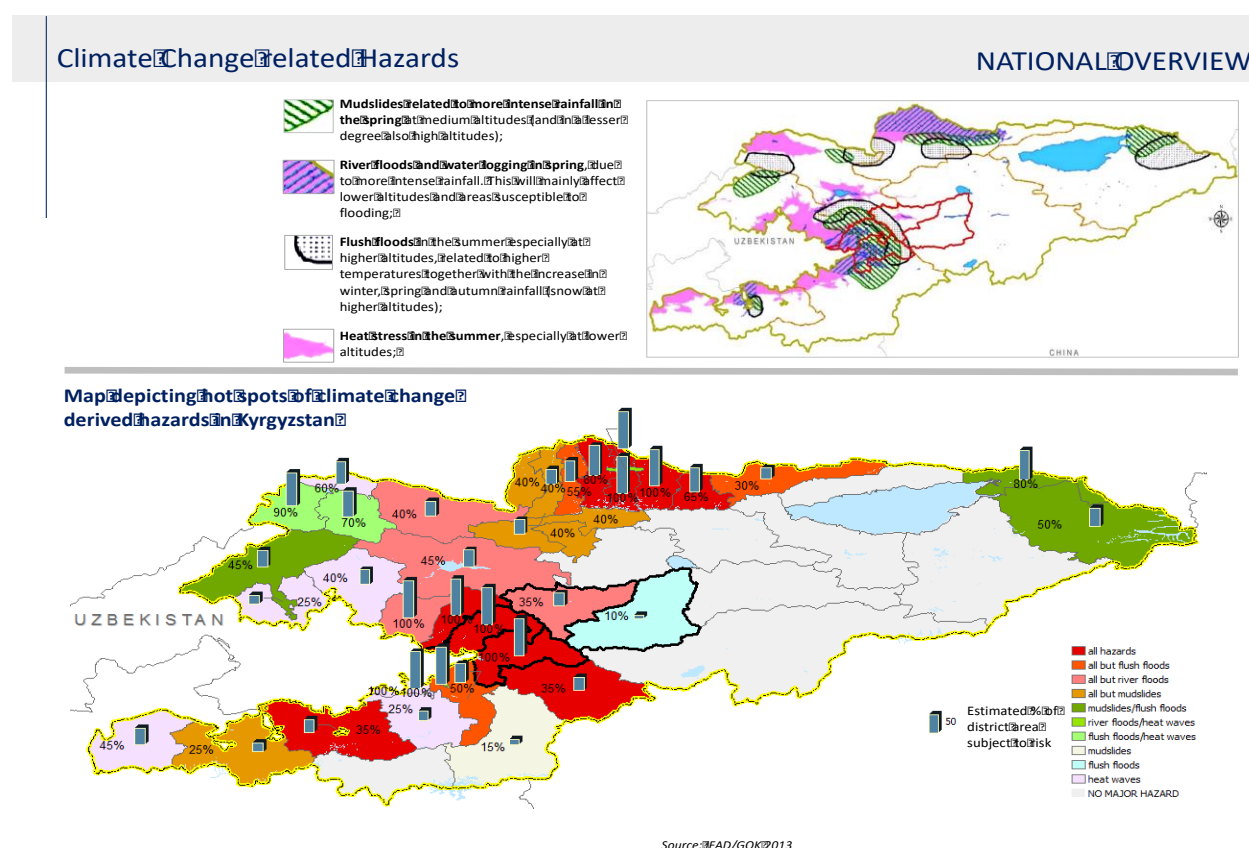 Climate⍰Change⍰related⍰Hazards
NATIONAL⍰OVERVIEW
Mudslides⍰related⍰to⍰more⍰intense⍰rainfall⍰in⍰
the⍰spring⍰at⍰medium⍰altitudes⍰(and⍰in⍰a⍰lesser⍰
degree⍰also⍰high⍰altitudes);
River⍰floods⍰and⍰water⍰logging⍰in⍰spring,⍰due⍰
to⍰more⍰intense⍰rainfall.⍰This⍰will⍰mainly⍰affect⍰
lower⍰altitudes⍰and⍰areas⍰susceptible⍰to⍰
flooding;⍰
Flush⍰floods⍰in⍰the⍰summer⍰especially⍰at⍰
higher⍰altitudes,⍰related⍰to⍰higher⍰
temperatures⍰together⍰with⍰the⍰increase⍰in⍰
winter,⍰spring⍰and⍰autumn⍰rainfall⍰(snow⍰at⍰
higher⍰altitudes);
Heat⍰stress⍰in⍰the⍰summer,⍰especially⍰at⍰lower⍰
altitudes;⍰
UZBEKISTAN
CHINA
Map⍰depicting⍰hot⍰spots⍰of⍰climate⍰change⍰
derived⍰hazards⍰in⍰Kyrgyzstan⍰
60%
90%
70%
40%
40%
40%
55%
80%
100%
100%
65%
30%
80%
50%
40%
40%
45%
45%
40%
25%
35%
10%
100%
100%
100%
100%
35%
100%
100%
50%
25%
35%
15%
45%
25%
UZBEKISTAN
all hazards
all but flush floods
all but river floods
all but mudslides
mudslides/flush floods
river floods/heat waves
flush floods/heat waves
mudslides
flush floods
heat waves
NO MAJOR HAZARD
50
Estimated⍰%⍰of⍰
district⍰area⍰
subject⍰to⍰risk
Source:⍰IFAD/GOK⍰2013